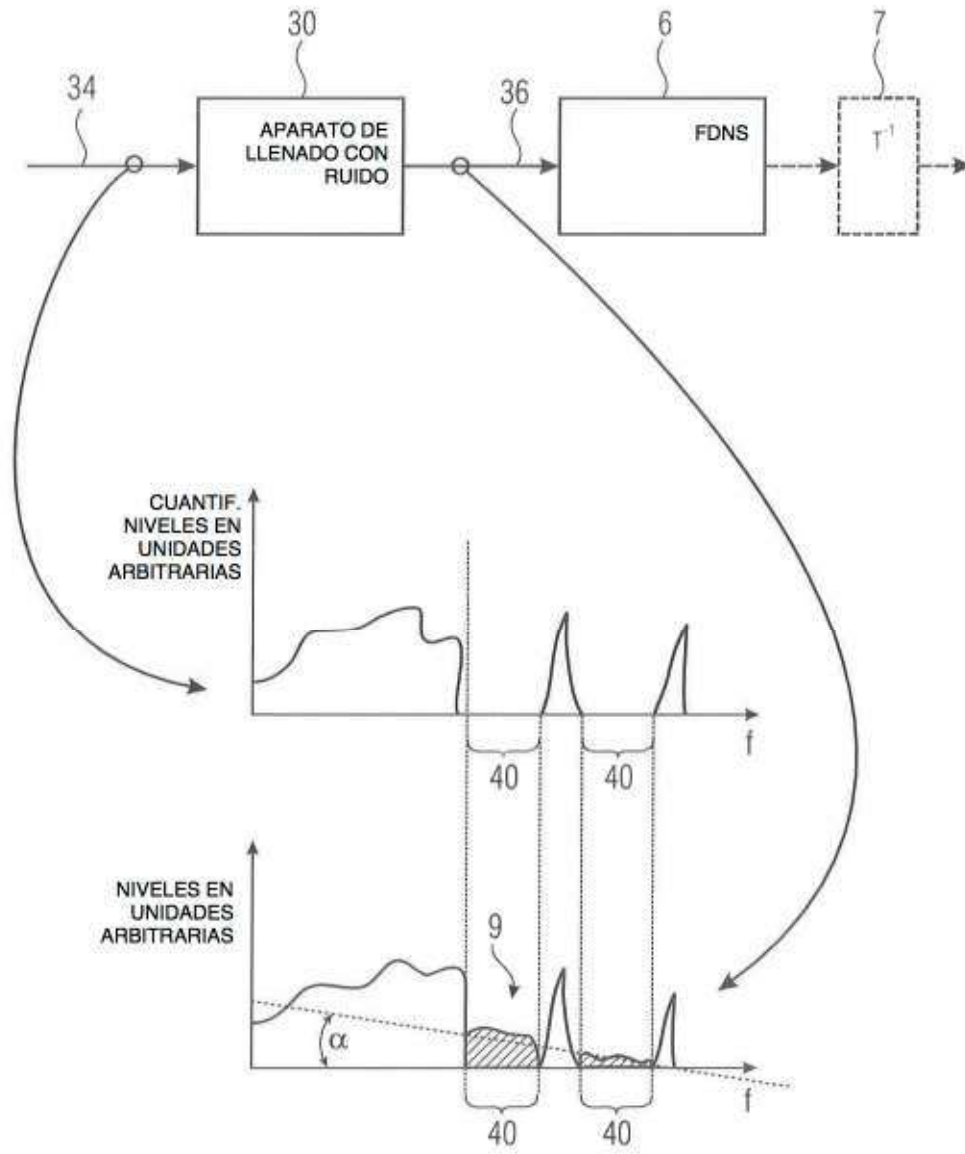 30
6
7
34
36
APARATO DE
LLENADO CON
RUIDO
FDNS
T⁻¹
CUANTIF.
NIVELES EN
UNIDADES
ARBITRARIAS
f
40
40
NIVELES EN
UNIDADES
ARBITRARIAS
9
α
f
40
40